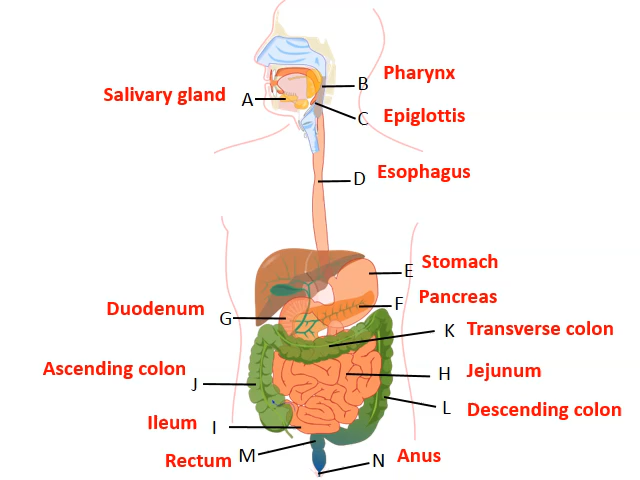 Pharynx
B
Salivary gland A
C Epiglottis
D Esophagus
E Stomach
F Pancreas
Duodenum G
K Transverse colon
Ascending colon
J
H Jejunum
L Descending colon
Ileum I
Rectum M
N Anus